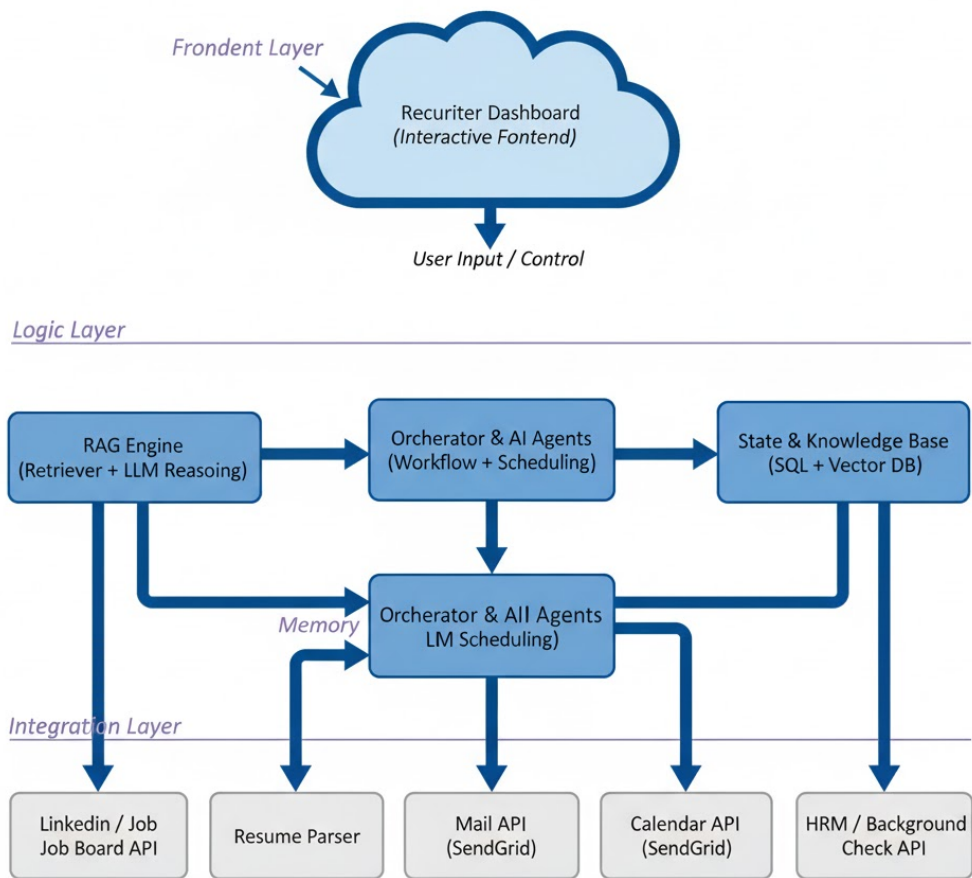 Frondent Layer
Recuriter Dashboard
(Interactive Fontend)
User Input / Control
Logic Layer
RAG Engine
(Retriever + LLM Reasoing)
Orcherator & AI Agents
(Workflow + Scheduling)
State & Knowledge Base
(SQL + Vector DB)
Orcherator & AII Agents
LM Scheduling)
Memory
Integration Layer
Linkedin / Job
Job Board API
Resume Parser
Mail API
(SendGrid)
Calendar API
(SendGrid)
HRM / Background
Check API